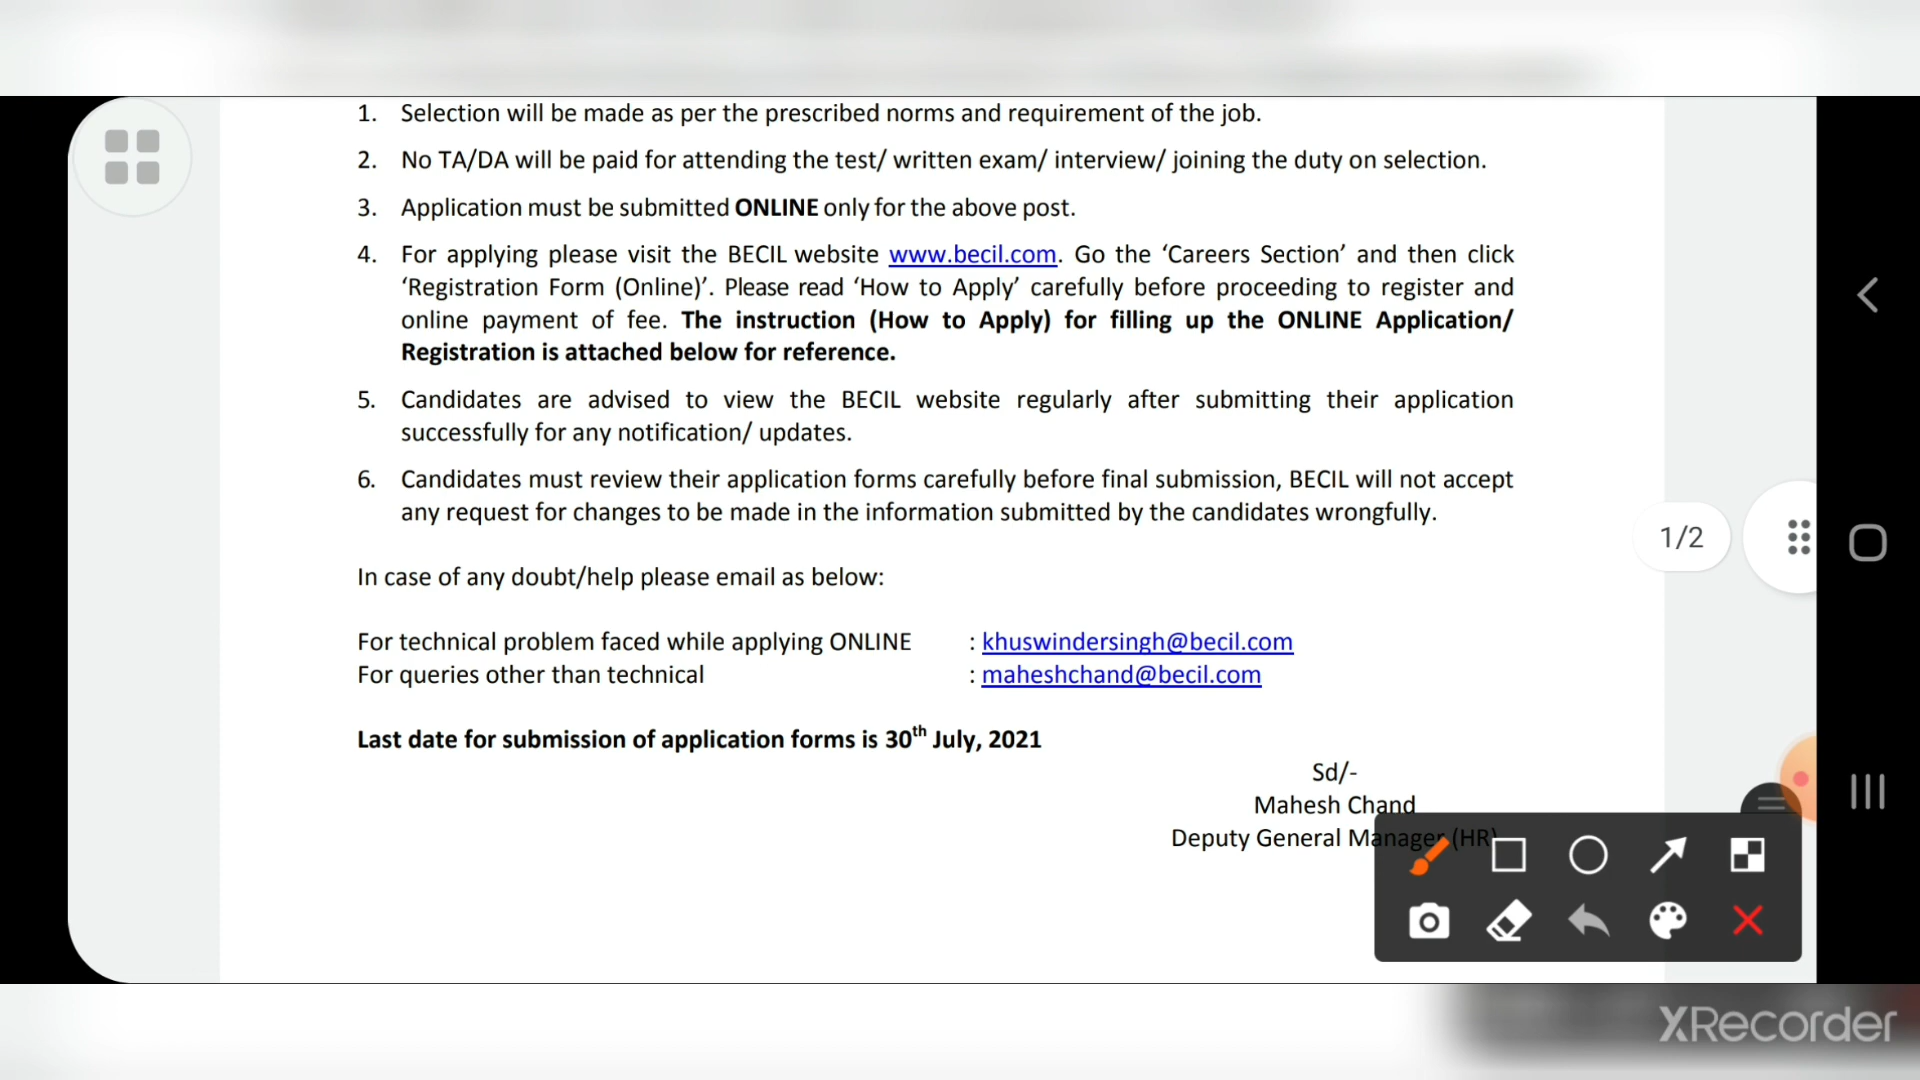 1. Selection will be made as per the prescribed norms and requirement of the job.
2. No TA/DA will be paid for attending the test/ written exam/ interview/ joining the duty on selection.
3. Application must be submitted ONLINE only for the above post.
4. For applying please visit the BECIL website www.becil.com. Go the ‘Careers Section’ and then click
‘Registration Form (Online)’. Please read ‘How to Apply’ carefully before proceeding to register and
online payment of fee. The instruction (How to Apply) for filling up the ONLINE Application/
Registration is attached below for reference.
5. Candidates are advised to view the BECIL website regularly after submitting their application
successfully for any notification/ updates.
6. Candidates must review their application forms carefully before final submission, BECIL will not accept
any request for changes to be made in the information submitted by the candidates wrongfully.
1/2
In case of any doubt/help please email as below:
For technical problem faced while applying ONLINE : khuswindersingh@becil.com
For queries other than technical : maheshchand@becil.com
Last date for submission of application forms is 30th July, 2021
Sd/-
Mahesh Chand
Deputy General Manager (HR)
XRecorder